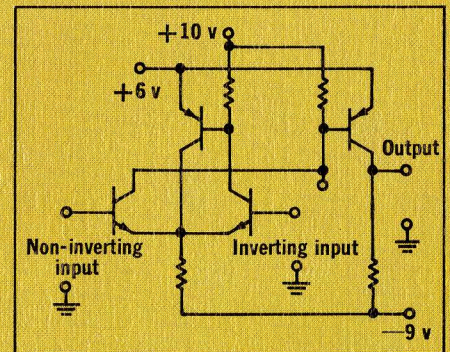 +10 v
+6 v
Output
Non-inverting
input
Inverting input
—9 v